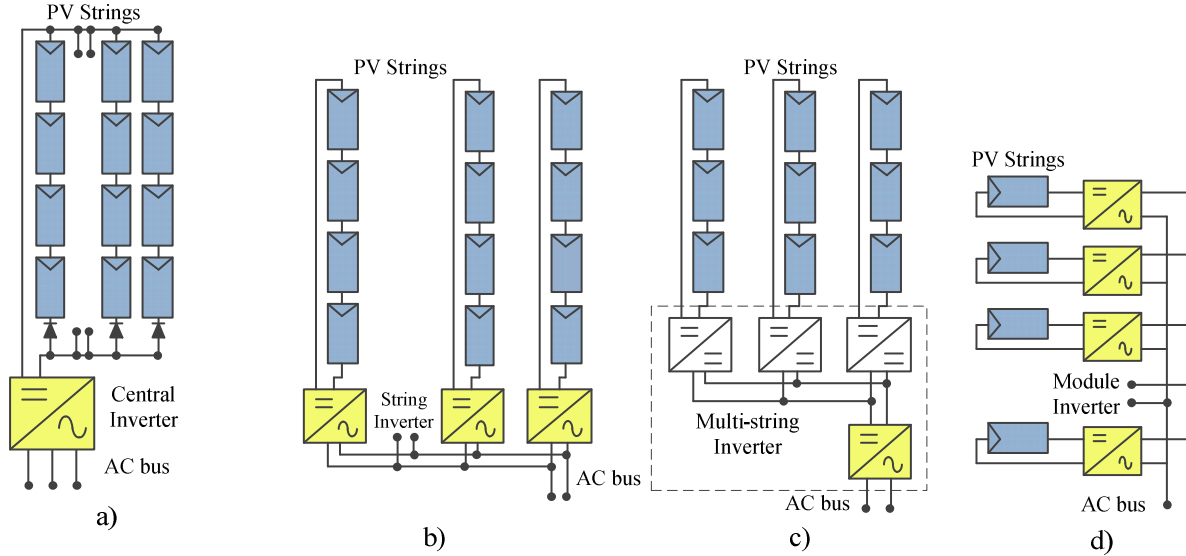 PV Strings
Central
Inverter
AC bus
a)
PV Strings
String
Inverter
AC bus
b)
PV Strings
Multi-string
Inverter
AC bus
c)
PV Strings
Module
Inverter
AC bus
d)